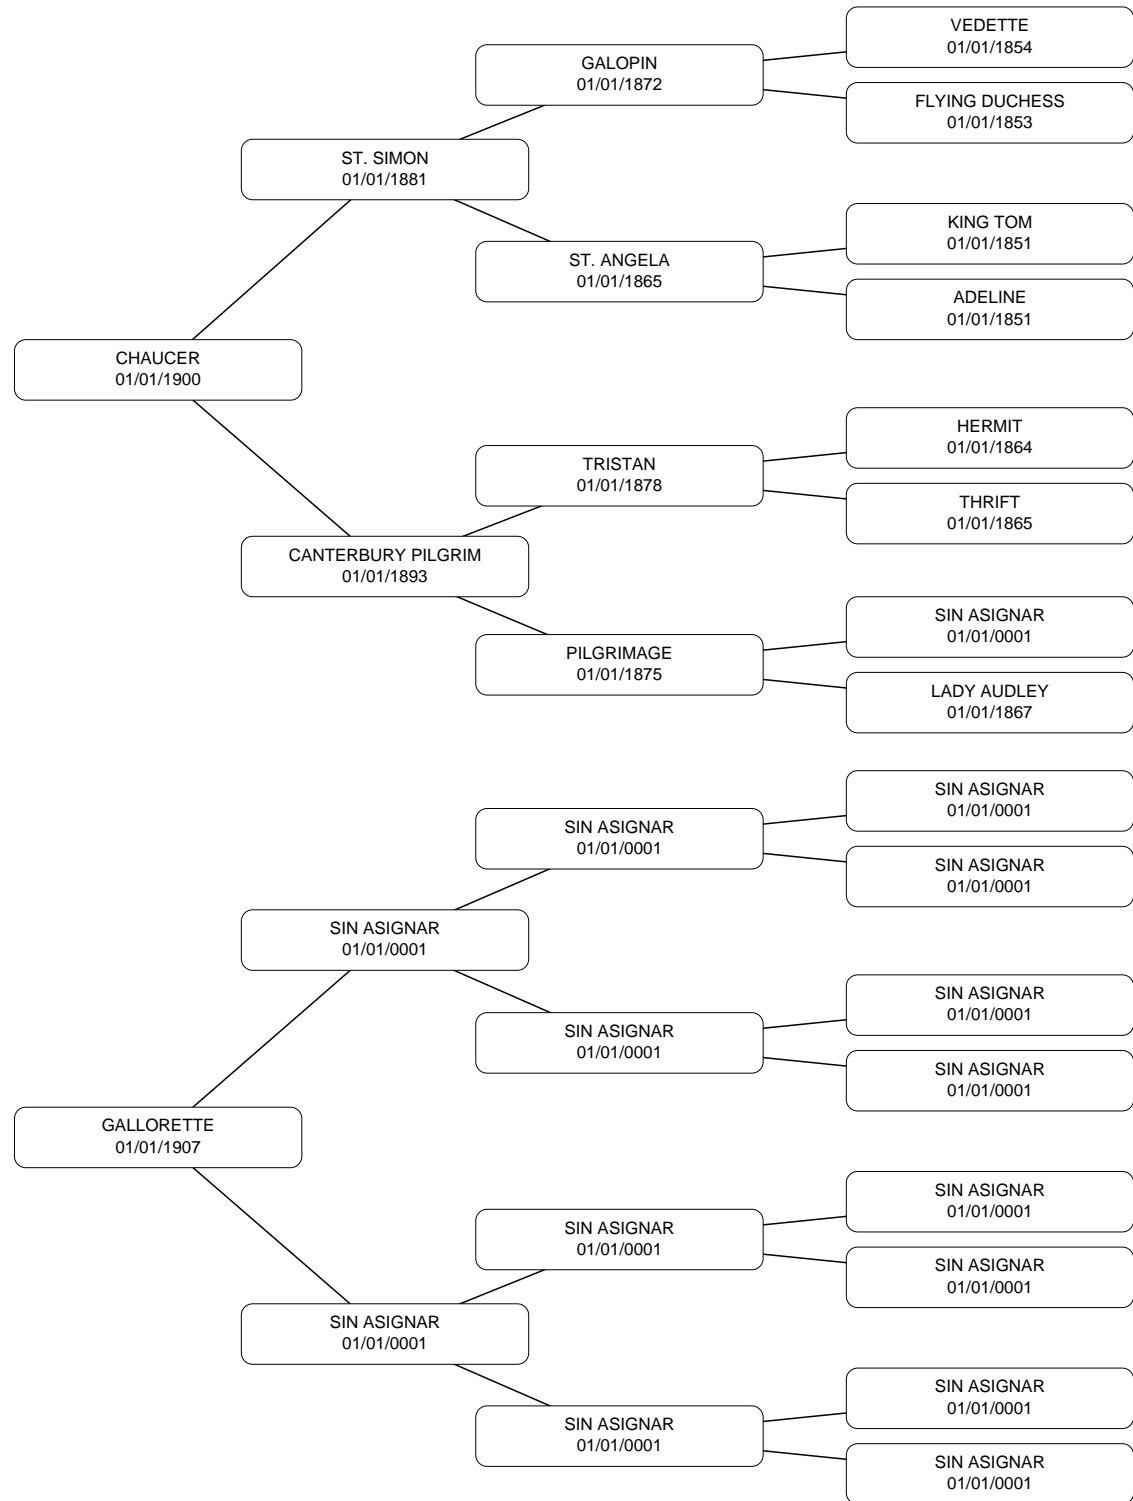 VEDETTE
01/01/1854
GALOPIN
01/01/1872
FLYING DUCHESS
01/01/1853
ST. SIMON
01/01/1881
KING TOM
01/01/1851
ST. ANGELA
01/01/1865
ADELINE
01/01/1851
CHAUCER
01/01/1900
HERMIT
01/01/1864
TRISTAN
01/01/1878
THRIFT
01/01/1865
CANTERBURY PILGRIM
01/01/1893
SIN ASIGNAR
01/01/0001
PILGRIMAGE
01/01/1875
LADY AUDLEY
01/01/1867
SIN ASIGNAR
01/01/0001
SIN ASIGNAR
01/01/0001
SIN ASIGNAR
01/01/0001
SIN ASIGNAR
01/01/0001
SIN ASIGNAR
01/01/0001
SIN ASIGNAR
01/01/0001
SIN ASIGNAR
01/01/0001
GALLORETTE
01/01/1907
SIN ASIGNAR
01/01/0001
SIN ASIGNAR
01/01/0001
SIN ASIGNAR
01/01/0001
SIN ASIGNAR
01/01/0001
SIN ASIGNAR
01/01/0001
SIN ASIGNAR
01/01/0001
SIN ASIGNAR
01/01/0001